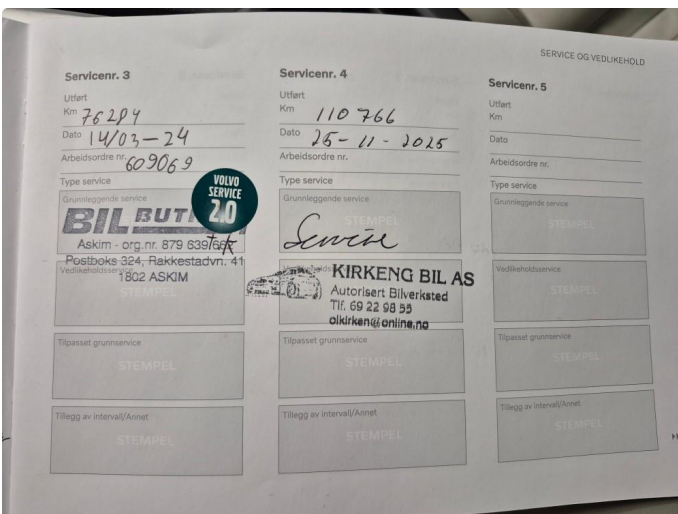 SERVICE OG VEDLIKEHOLD
Servicenr. 3
Utført
Km 76284
Dato 14/03-24
Arbeidsordre nr. 609069
Type service
Grunnleggende service
VOLVO
SERVICE
2.0
BIL BUTI
Askim - org.nr. 879 639
Postboks 324, Rakkestadvn. 41
1802 ASKIM
Vedlikeholdsservice
STEMPEL
Tilpasset grunnservice
STEMPEL
Tillegg av intervall/Annet
STEMPEL
Servicenr. 4
Utført
Km 110 766
Dato 25-11-2025
Arbeidsordre nr.
Type service
Grunnleggende service
STEMPEL
Service
KIRKENG BIL AS
Autorisert Bilverksted
Tlf. 69 22 98 55
olkirken@online.no
Tilpasset grunnservice
STEMPEL
Tillegg av intervall/Annet
STEMPEL
Servicenr. 5
Utført
Km
Dato
Arbeidsordre nr.
Type service
Grunnleggende service
STEMPEL
Vedlikeholdsservice
STEMPEL
Tilpasset grunnservice
STEMPEL
Tillegg av intervall/Annet
STEMPEL